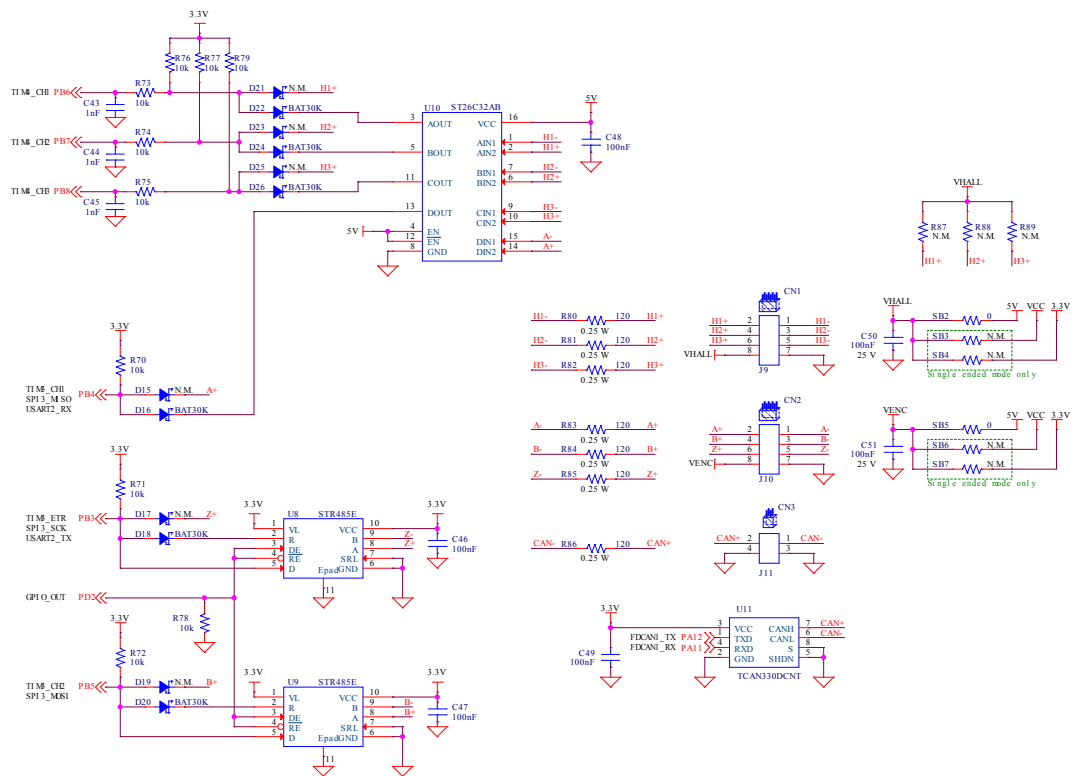 3.3V
R76 R77 R79
10k 10k 10k
TIM4_CH1 PB6
R73
10k
C43
1nF
D21 N.M. H1+
D22 BAT30K
TIM4_CH2 PB7
R74
10k
C44
1nF
D23 N.M. H2+
D24 BAT30K
TIM4_CH3 PB8
R75
10k
C45
1nF
D25 N.M. H3+
D26 BAT30K
U10 ST26C32AB
3 AOUT VCC 16
5 BOUT AIN1 1 H1-
AIN2 2 H1+
11 COUT BIN1 7 H2-
BIN2 6 H2+
13 DOUT CIN1 9 H3-
CIN2 10 H3+
4 EN DIN1 15 A-
12 EN DIN2 14 A+
8 GND
5V
5V
C48
100nF
VHALL
R87 R88 R89
N.M. N.M. N.M.
H1+ H2+ H3+
3.3V
R70
10k
TIM3_CH1
SPI3_MISO
USART2_RX
PB4
D15 N.M. A+
D16 BAT30K
H1- R80 120 H1+
0.25 W
H2- R81 120 H2+
0.25 W
H3- R82 120 H3+
0.25 W
A- R83 120 A+
0.25 W
B- R84 120 B+
0.25 W
Z- R85 120 Z+
0.25 W
CAN- R86 120 CAN+
0.25 W
CN1
H1+ 2 1 H1-
H2+ 4 3 H2-
H3+ 6 5 H3-
VHALL 8 7
J9
CN2
A+ 2 1 A-
B+ 4 3 B-
Z+ 6 5 Z-
VENC 8 7
J10
CN3
CAN+ 2 1 CAN-
4 3
J11
VHALL
5V VCC 3.3V
SB2 0
SB3 N.M.
SB4 N.M.
C50
100nF
25 V
Single ended mode only
VENC
5V VCC 3.3V
SB5 0
SB6 N.M.
SB7 N.M.
C51
100nF
25 V
Single ended mode only
3.3V
R71
10k
TIM3_ETR
SPI3_SCK
USART2_TX
PB3
D17 N.M. Z+
D18 BAT30K
3.3V
U8 STR485E
1 VL VCC 10
2 R B 9 Z-
3 DE A 8 Z+
4 RE SRL 7
5 D EpadGND 6
11
3.3V
C46
100nF
GPIO_OUT PD2
R78
10k
3.3V
R72
10k
TIM3_CH2
SPI3_MOSI
PB5
D19 N.M. B+
D20 BAT30K
3.3V
U9 STR485E
1 VL VCC 10
2 R B 9 B-
3 DE A 8 B+
4 RE SRL 7
5 D EpadGND 6
11
3.3V
C47
100nF
3.3V
C49
100nF
FDCAN1_TX PA12
FDCAN1_RX PA11
U11
3 VCC CANH 7 CAN+
1 TXD CANL 6 CAN-
4 RXD S 8
2 GND SHDN 5
TCAN330DCNT